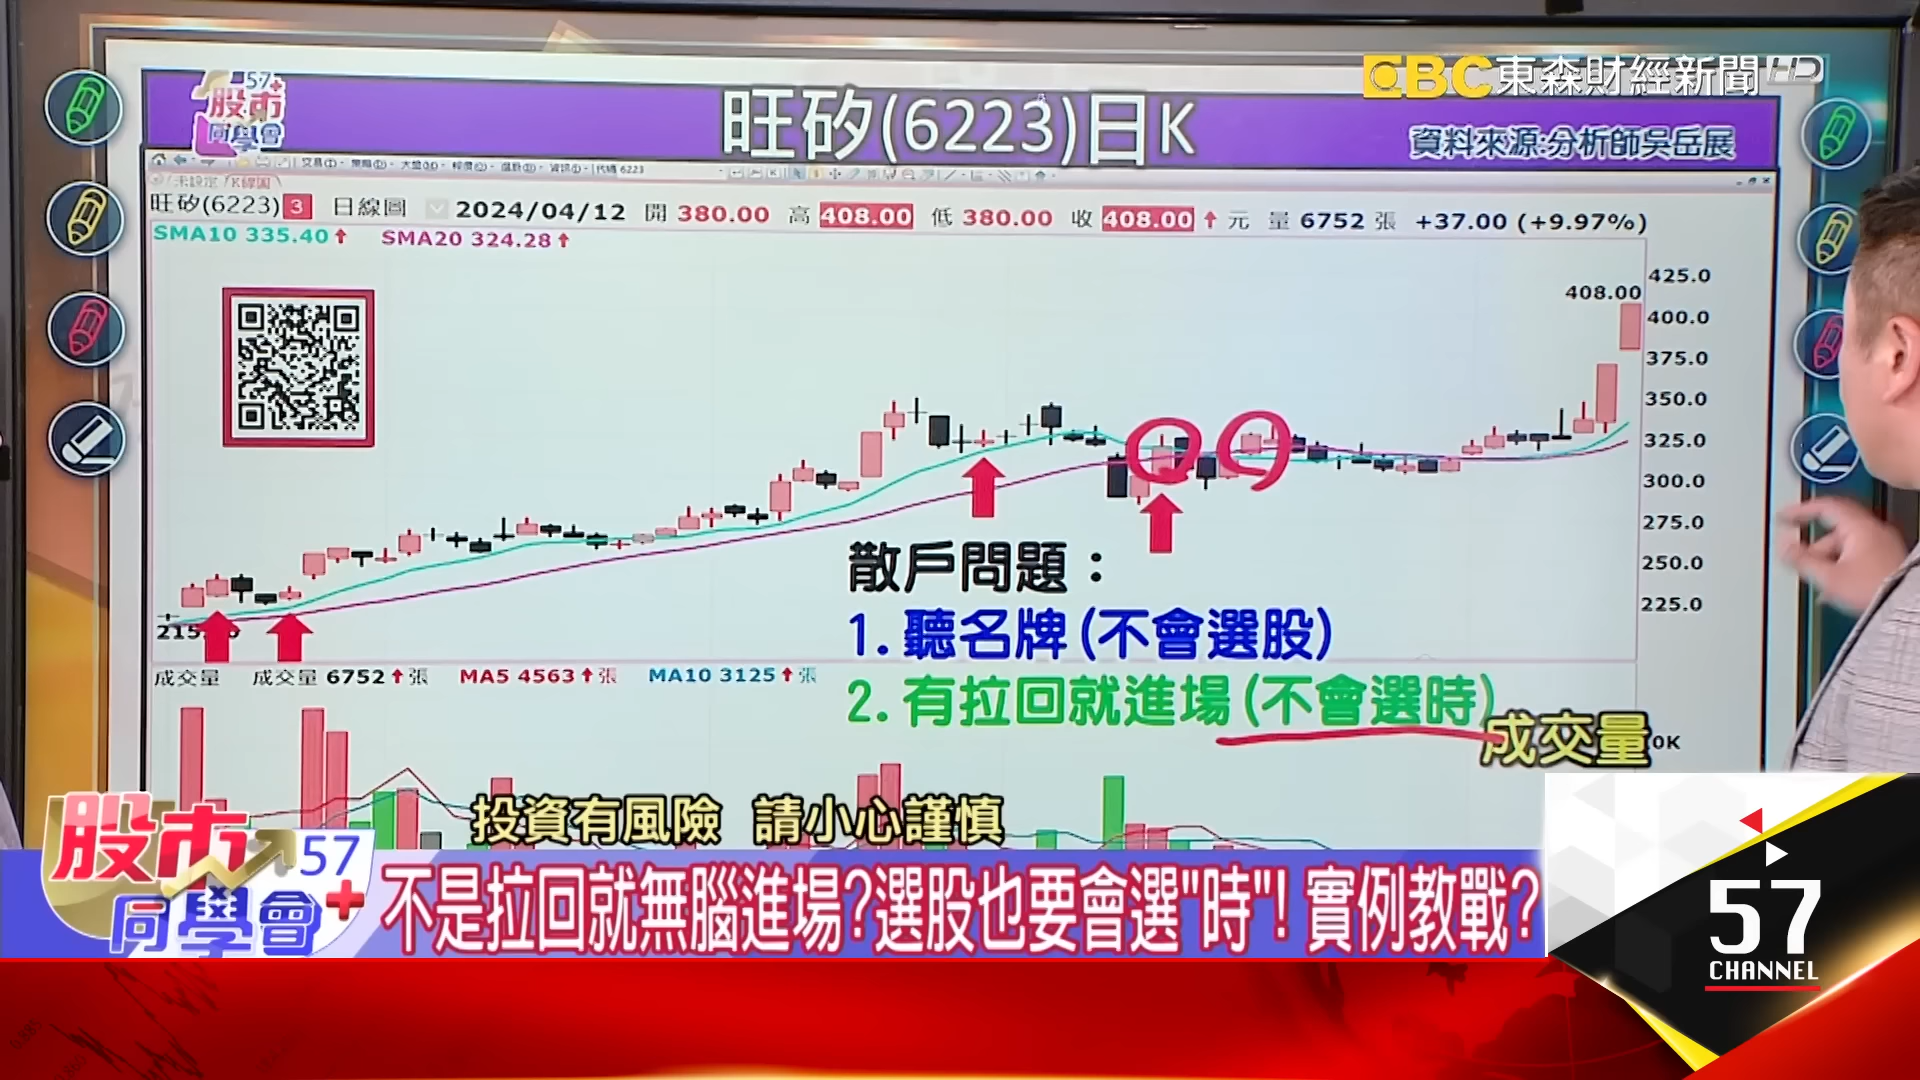 57+
股市
同學會
旺矽(6223)日K
EBC東森財經新聞HD
資料來源:分析師吳岳展
代碼 6223
K線圖
旺矽(6223) 3 日線圖 2024/04/12 開 380.00 高 408.00 低 380.00 收 408.00↑ 元 量 6752 張 +37.00 (+9.97%)
SMA10 335.40↑ SMA20 324.28↑
425.0
408.00
400.0
375.0
350.0
325.0
300.0
275.0
250.0
225.0
散戶問題：
1.聽名牌(不會選股)
2.有拉回就進場(不會選時)
成交量
0K
成交量 成交量 6752↑張 MA5 4563↑張 MA10 3125↑張
投資有風險 請小心謹慎
股市57
同學會+
不是拉回就無腦進場?選股也要會選"時"! 實例教戰?
57
CHANNEL